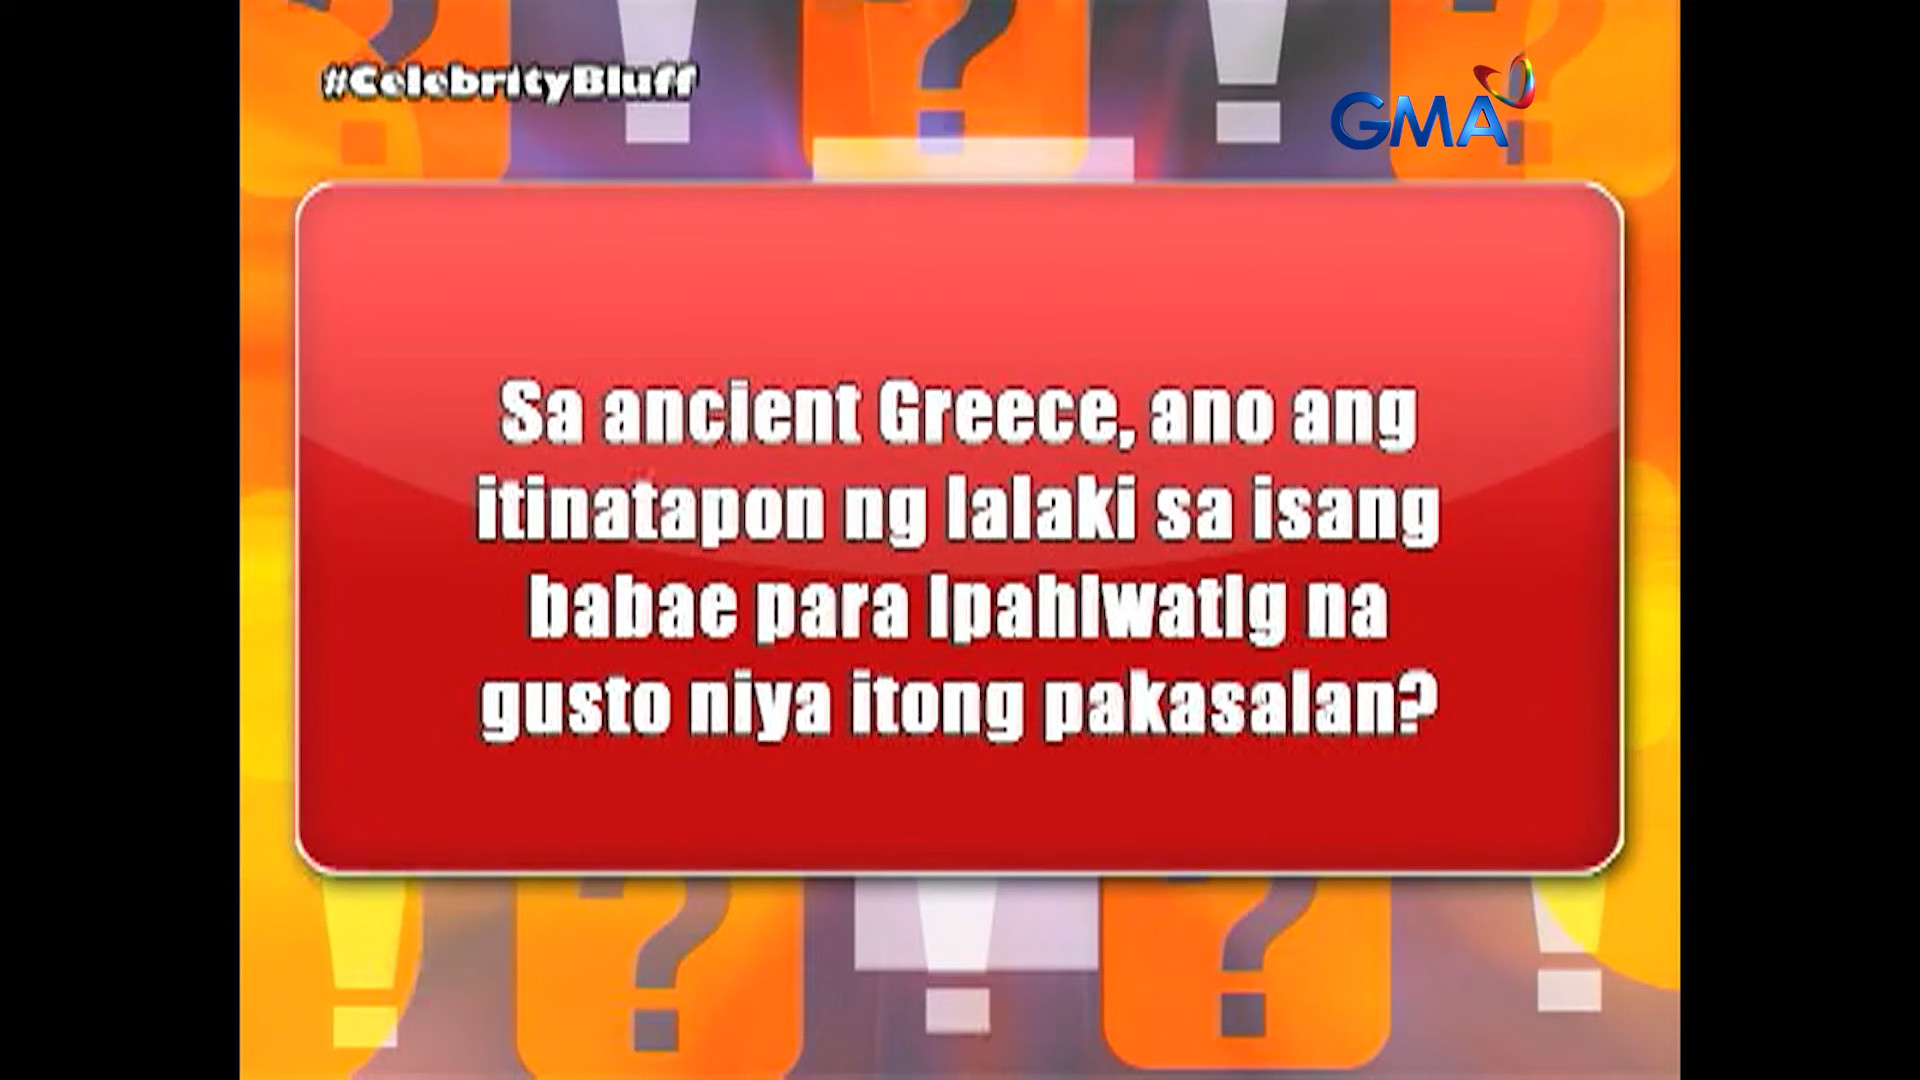 #CelebrityBluff
GMA
Sa ancient Greece, ano ang
itinatapon ng lalaki sa isang
babae para ipahiwatig na
gusto niya itong pakasalan?